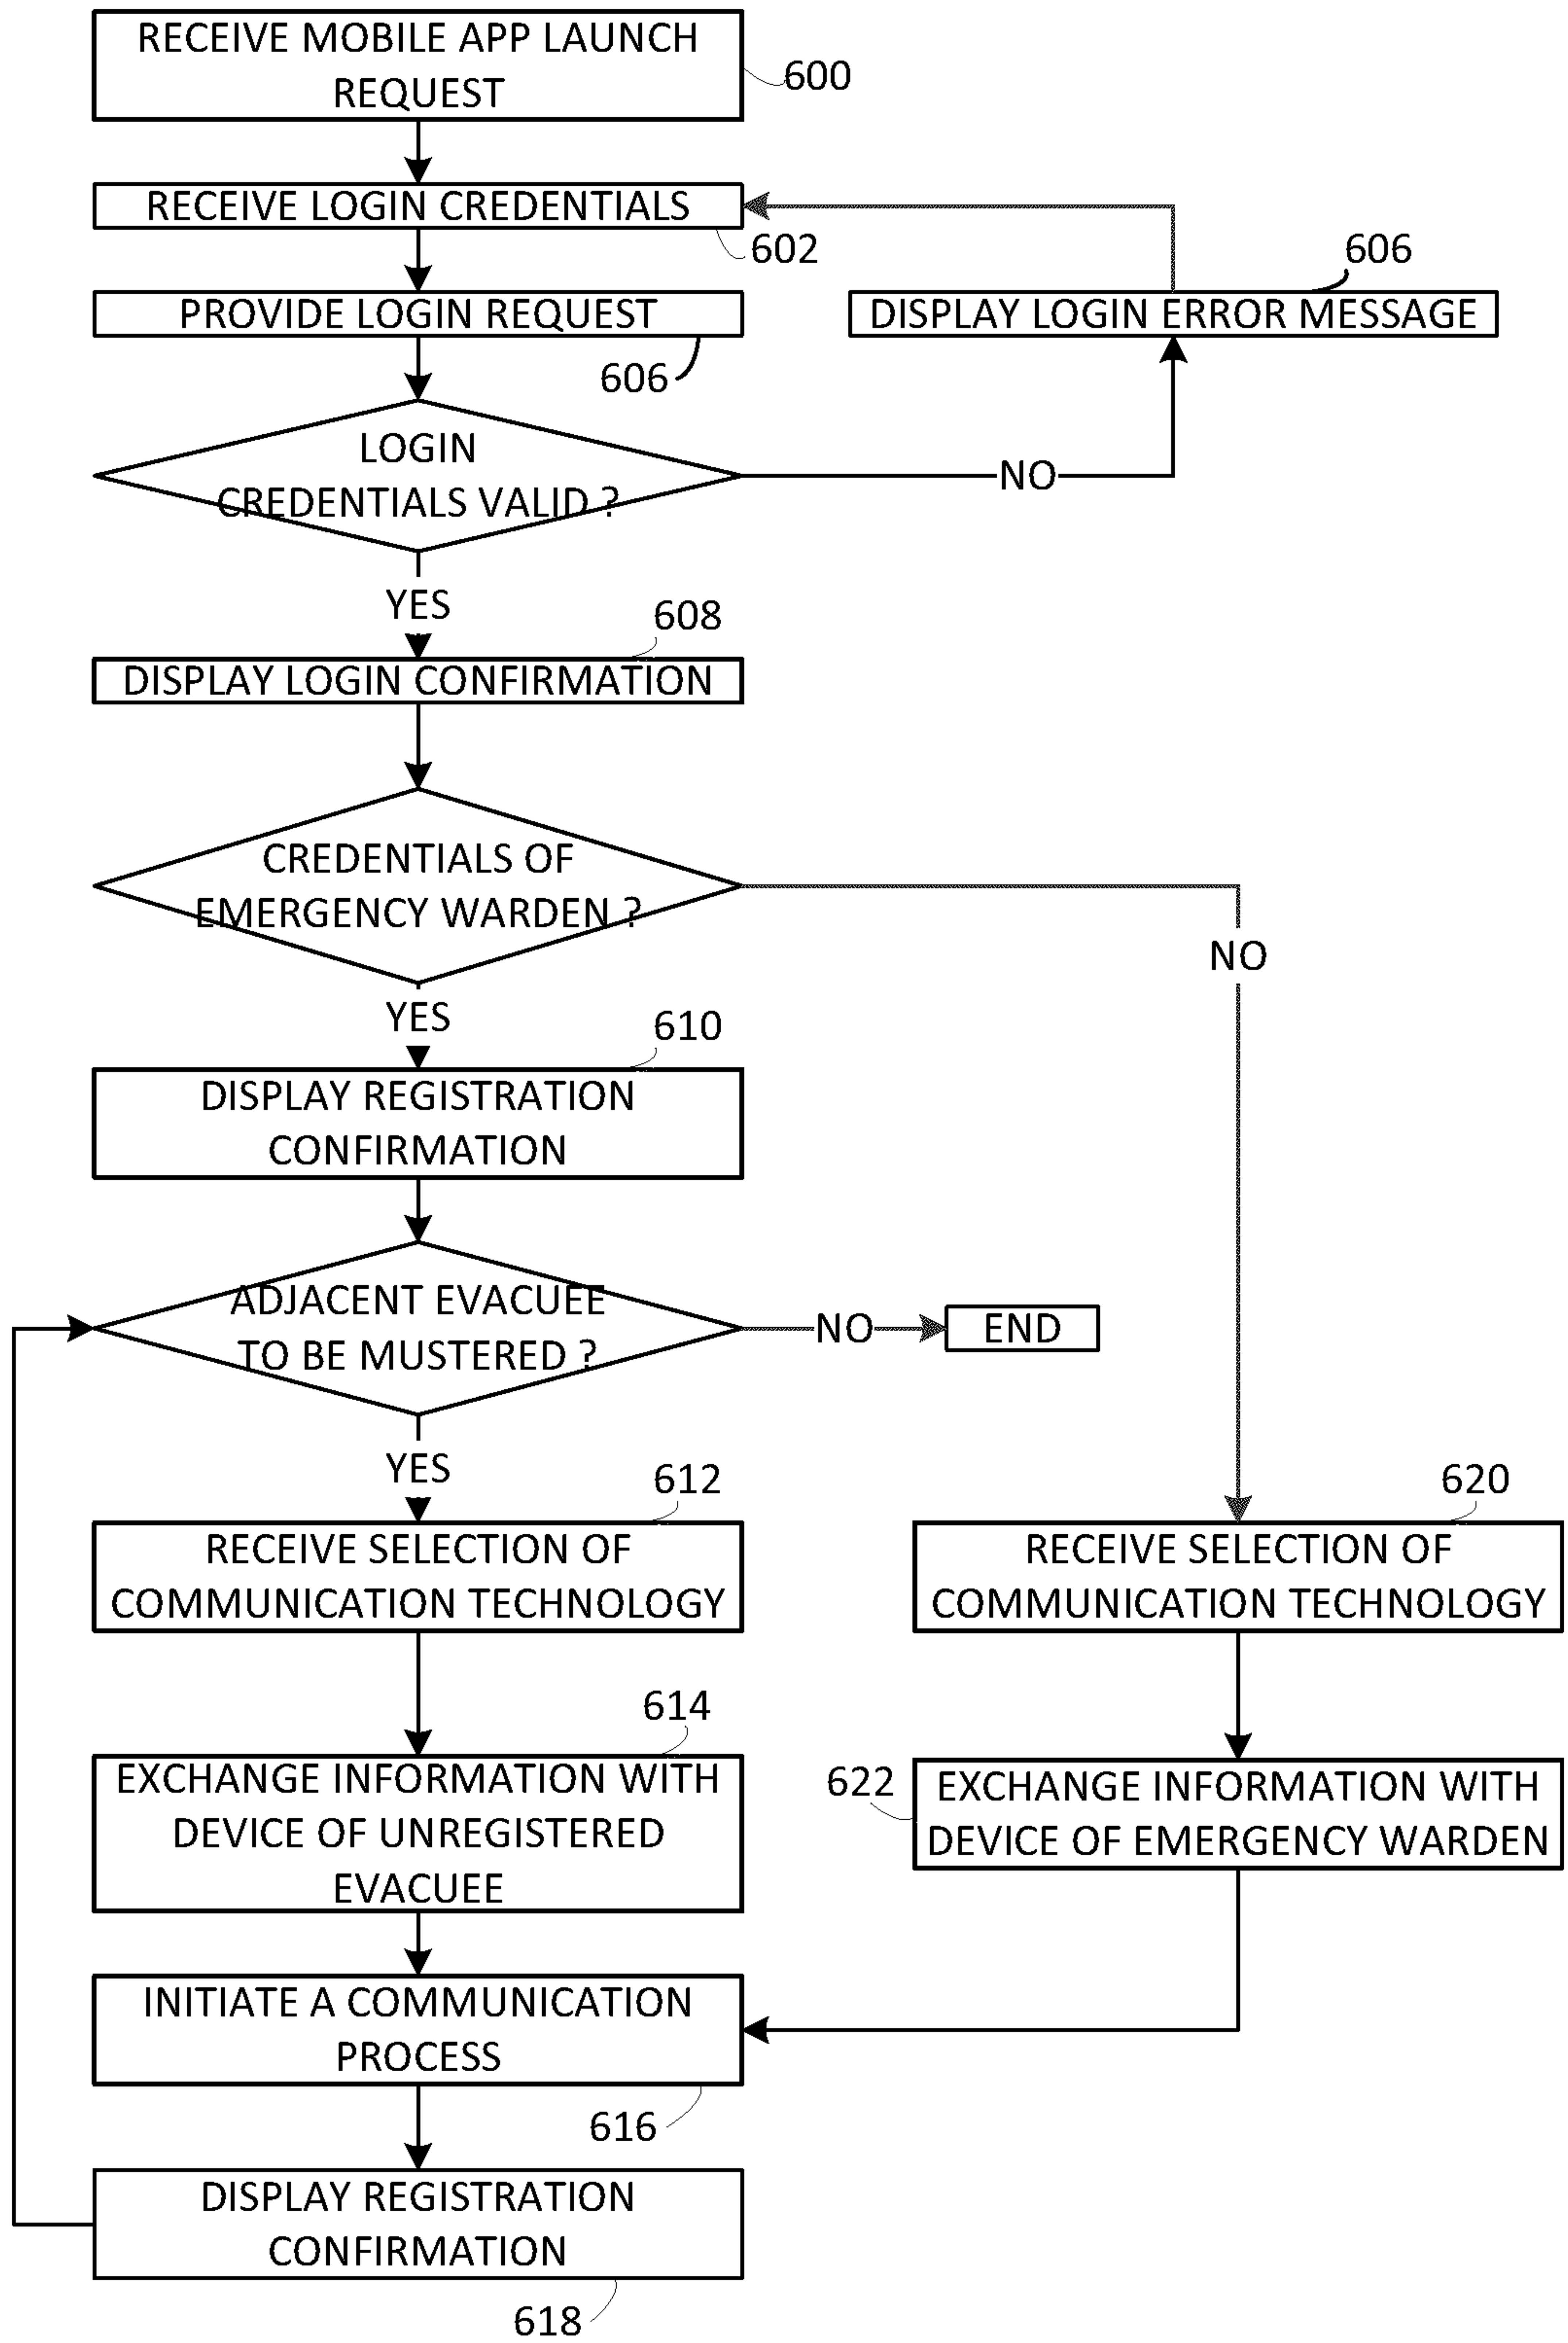 RECEIVE MOBILE APP LAUNCH
REQUEST
600
RECEIVE LOGIN CREDENTIALS
602
606
PROVIDE LOGIN REQUEST
DISPLAY LOGIN ERROR MESSAGE
606
LOGIN
CREDENTIALS VALID ?
NO
YES
608
DISPLAY LOGIN CONFIRMATION
CREDENTIALS OF
EMERGENCY WARDEN ?
NO
YES
610
DISPLAY REGISTRATION
CONFIRMATION
ADJACENT EVACUEE
TO BE MUSTERED ?
NO
END
YES
612
620
RECEIVE SELECTION OF
COMMUNICATION TECHNOLOGY
RECEIVE SELECTION OF
COMMUNICATION TECHNOLOGY
614
EXCHANGE INFORMATION WITH
DEVICE OF UNREGISTERED
EVACUEE
622
EXCHANGE INFORMATION WITH
DEVICE OF EMERGENCY WARDEN
INITIATE A COMMUNICATION
PROCESS
616
DISPLAY REGISTRATION
CONFIRMATION
618